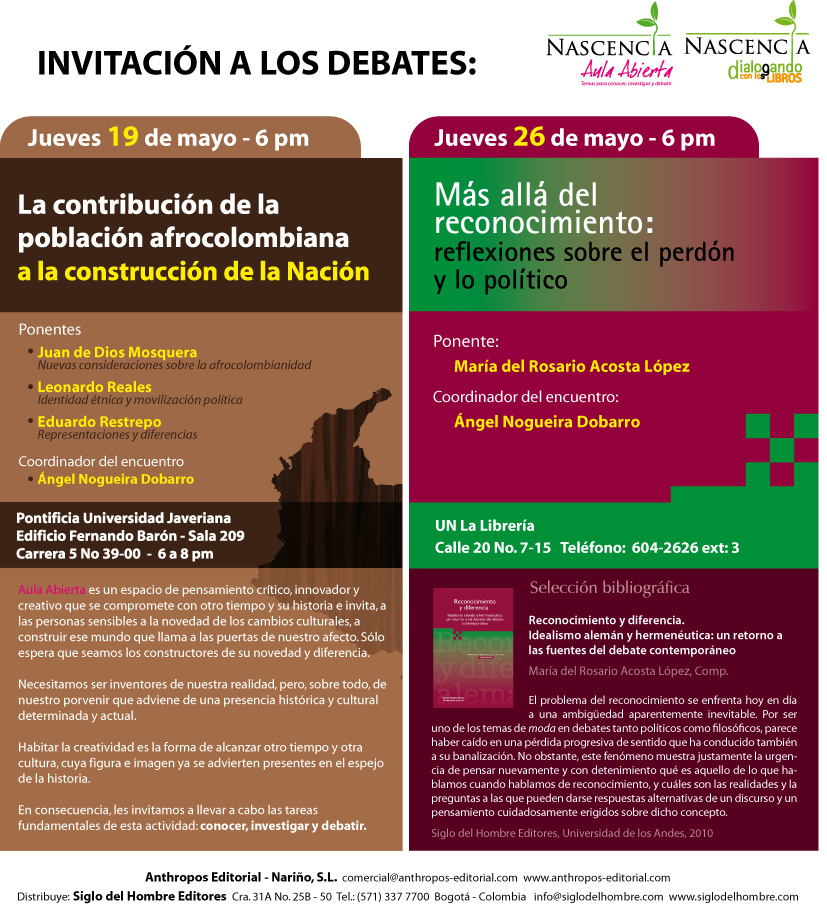 INVITACIÓN A LOS DEBATES:
NASCENCIA
Aula Abierta
Temas para conocer, investigar y debatir
NASCENCIA
dialogando
con los LIBROS
Jueves 19 de mayo - 6 pm
La contribución de la
población afrocolombiana
a la construcción de la Nación
Ponentes
• Juan de Dios Mosquera
Nuevas consideraciones sobre la afrocolombianidad
• Leonardo Reales
Identidad étnica y movilización política
• Eduardo Restrepo
Representaciones y diferencias
Coordinador del encuentro
• Ángel Nogueira Dobarro
Pontificia Universidad Javeriana
Edificio Fernando Barón - Sala 209
Carrera 5 No 39-00 - 6 a 8 pm
Aula Abierta es un espacio de pensamiento crítico, innovador y
creativo que se compromete con otro tiempo y su historia e invita, a
las personas sensibles a la novedad de los cambios culturales, a
construir ese mundo que llama a las puertas de nuestro afecto. Sólo
espera que seamos los constructores de su novedad y diferencia.
Necesitamos ser inventores de nuestra realidad, pero, sobre todo, de
nuestro porvenir que adviene de una presencia histórica y cultural
determinada y actual.
Habitar la creatividad es la forma de alcanzar otro tiempo y otra
cultura, cuya figura e imagen ya se advierten presentes en el espejo
de la historia.
En consecuencia, les invitamos a llevar a cabo las tareas
fundamentales de esta actividad: conocer, investigar y debatir.
Jueves 26 de mayo - 6 pm
Más allá del
reconocimiento:
reflexiones sobre el perdón
y lo político
Ponente:
María del Rosario Acosta López
Coordinador del encuentro:
Ángel Nogueira Dobarro
UN La Librería
Calle 20 No. 7-15 Teléfono: 604-2626 ext: 3
Reconocimiento
y diferencia
Idealismo alemán y hermenéutica:
un retorno a las fuentes del debate
contemporáneo
Selección bibliográfica
Reconocimiento y diferencia.
Idealismo alemán y hermenéutica: un retorno a
las fuentes del debate contemporáneo
María del Rosario Acosta López, Comp.
El problema del reconocimiento se enfrenta hoy en día
a una ambigüedad aparentemente inevitable. Por ser
uno de los temas de moda en debates tanto políticos como filosóficos, parece
haber caído en una pérdida progresiva de sentido que ha conducido también
a su banalización. No obstante, este fenómeno muestra justamente la urgen-
cia de pensar nuevamente y con detenimiento qué es aquello de lo que ha-
blamos cuando hablamos de reconocimiento, y cuáles son las realidades y la
preguntas a las que pueden darse respuestas alternativas de un discurso y un
pensamiento cuidadosamente erigidos sobre dicho concepto.
Siglo del Hombre Editores, Universidad de los Andes, 2010
Anthropos Editorial - Nariño, S.L. comercial@anthropos-editorial.com www.anthropos-editorial.com
Distribuye: Siglo del Hombre Editores Cra. 31A No. 25B - 50 Tel.: (571) 337 7700 Bogotá - Colombia info@siglodelhombre.com www.siglodelhombre.com